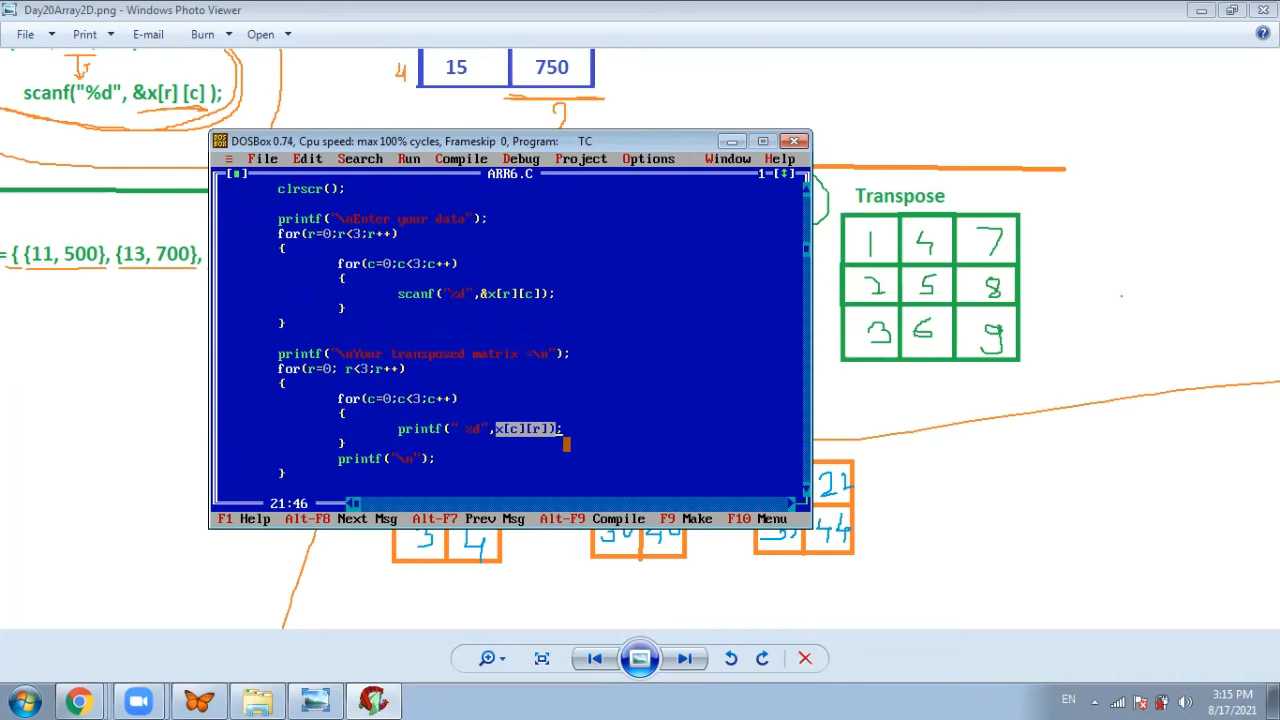 Day20Array2D.png - Windows Photo Viewer
File Print E-mail Burn Open
scanf("%d", &x[r] [c] );
4 15 750
DOSBox 0.74, Cpu speed: max 100% cycles, Frameskip 0, Program: TC
File Edit Search Run Compile Debug Project Options Window Help
ARR6.C 1
clrscr();
printf("\nEnter your data");
for(r=0;r<3;r++)
{
for(c=0;c<3;c++)
{
scanf("%d",&x[r][c]);
}
}
printf("\nYour transposed matrix =\n");
for(r=0; r<3;r++)
{
for(c=0;c<3;c++)
{
printf(" %d",x[c][r]);
}
printf("\n");
}
21:46
F1 Help Alt-F8 Next Msg Alt-F7 Prev Msg Alt-F9 Compile F9 Make F10 Menu
= { {11, 500}, {13, 700},
Transpose
1 4 7
2 5 8
3 6 9
22
3 4
44
EN
3:15 PM
8/17/2021